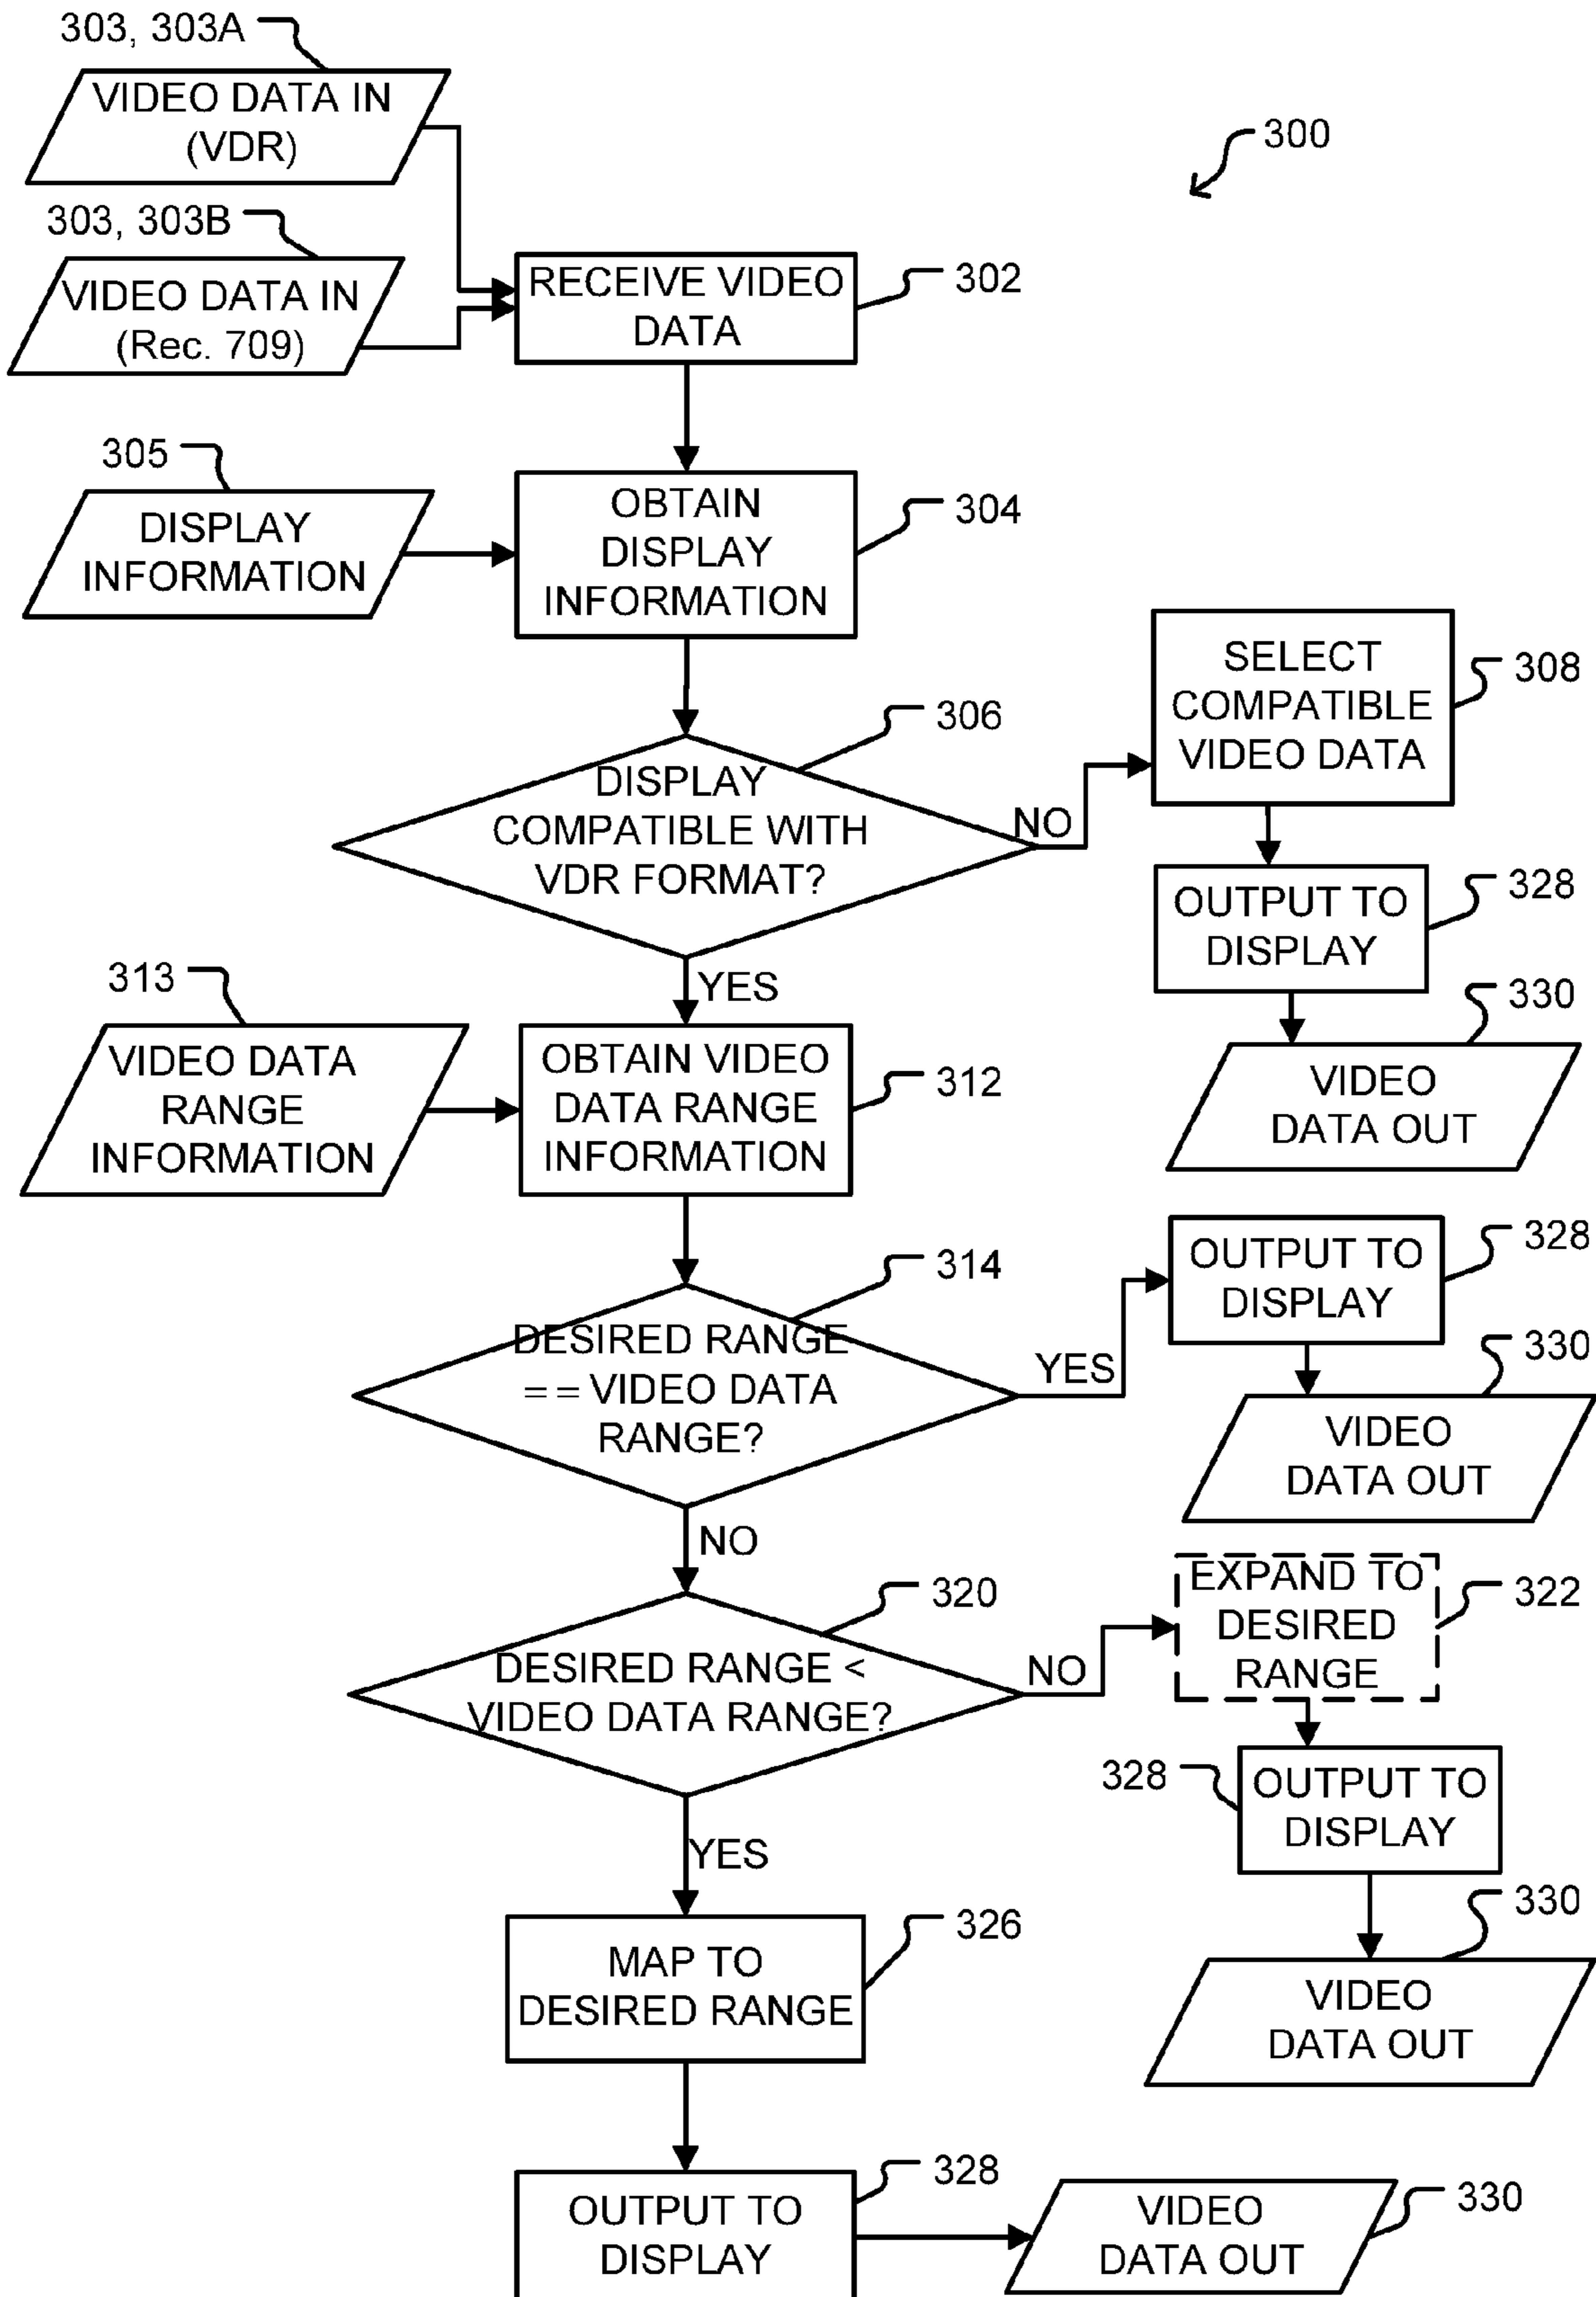 303, 303A
VIDEO DATA IN
(VDR)
300
303, 303B
VIDEO DATA IN
(Rec. 709)
RECEIVE VIDEO
DATA
302
305
DISPLAY
INFORMATION
OBTAIN
DISPLAY
INFORMATION
304
SELECT
COMPATIBLE
VIDEO DATA
308
306
DISPLAY
COMPATIBLE WITH
VDR FORMAT?
NO
OUTPUT TO
DISPLAY
328
YES
330
VIDEO
DATA OUT
313
VIDEO DATA
RANGE
INFORMATION
OBTAIN VIDEO
DATA RANGE
INFORMATION
312
314
DESIRED RANGE
== VIDEO DATA
RANGE?
YES
OUTPUT TO
DISPLAY
328
330
VIDEO
DATA OUT
NO
320
DESIRED RANGE <
VIDEO DATA RANGE?
NO
EXPAND TO
DESIRED
RANGE
322
328
OUTPUT TO
DISPLAY
330
VIDEO
DATA OUT
YES
MAP TO
DESIRED RANGE
326
OUTPUT TO
DISPLAY
328
VIDEO
DATA OUT
330